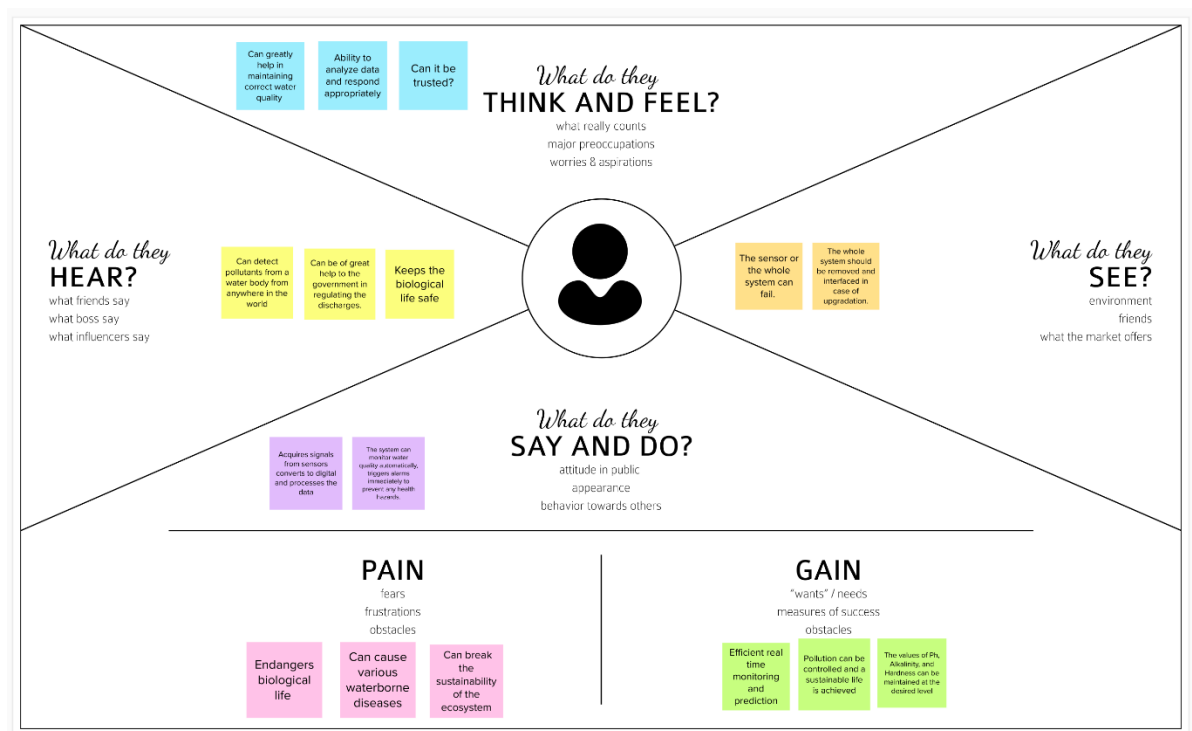 Can greatly
help in
maintaining
correct water
quality
Ability to
analyze data
and respond
appropriately
Can it be
trusted?
What do they
THINK AND FEEL?
what really counts
major preoccupations
worries & aspirations
What do they
HEAR?
what friends say
what boss say
what influencers say
Can detect
pollutants from a
water body from
anywhere in the
world
Can be of great
help to the
government in
regulating the
discharges.
Keeps the
biological
life safe
The sensor or
the whole
system can
fail.
The whole
system should
be removed and
interfaced in
case of
upgradation.
What do they
SEE?
environment
friends
what the market offers
What do they
SAY AND DO?
attitude in public
appearance
behavior towards others
Acquires signals
from sensors
converts to digital
and processes the
data
The system can
monitor water
quality automatically,
triggers alarms
immediately to
prevent any health
hazards.
PAIN
fears
frustrations
obstacles
Endangers
biological
life
Can cause
various
waterborne
diseases
Can break
the
sustainability
of the
ecosystem
GAIN
“wants” / needs
measures of success
obstacles
Efficient real
time
monitoring
and
prediction
Pollution can be
controlled and a
sustainable life
is achieved
The values of Ph,
Alkalinity, and
Hardness can be
maintained at the
desired level